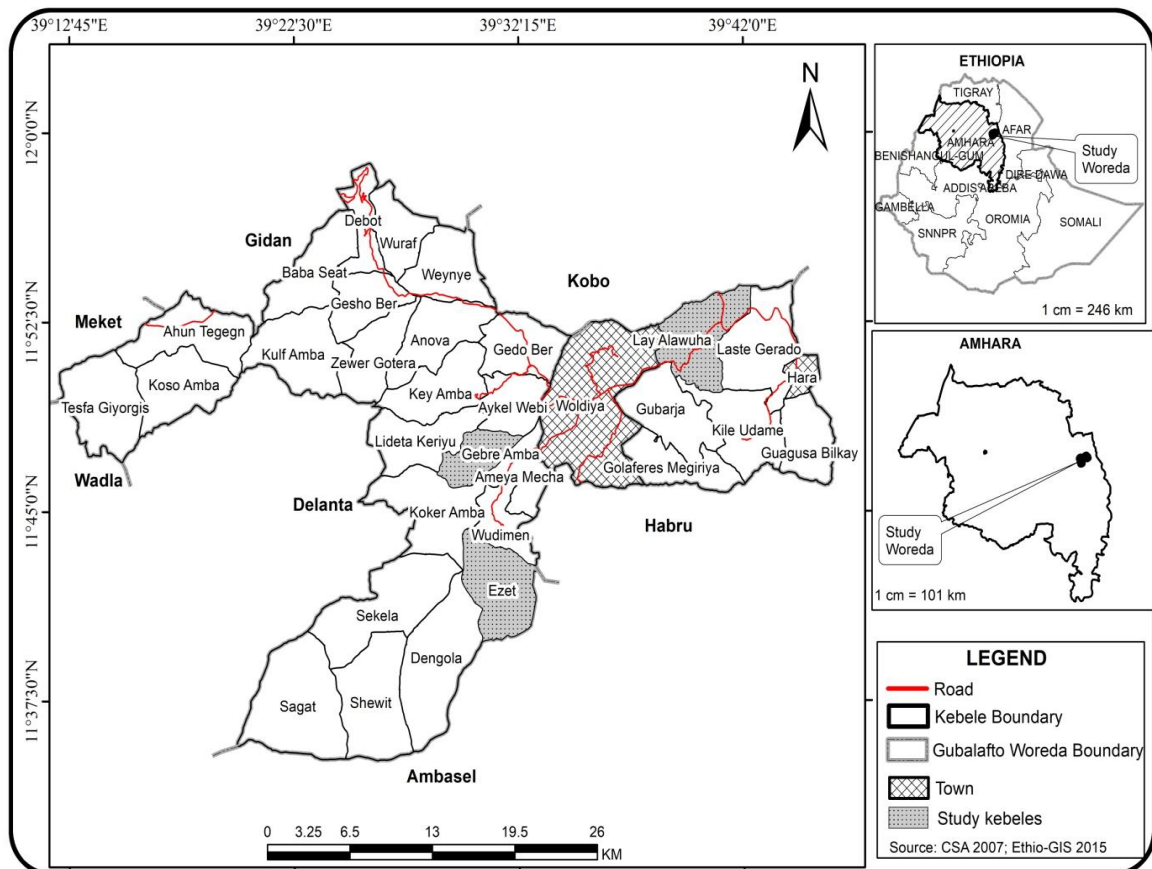 39°12'45"E
39°22'30"E
39°32'15"E
39°42'0"E
12°0'0"N
11°52'30"N
11°45'0"N
11°37'30"N
N
Debot
Wuraf
Gidan
Baba Seat
Weynye
Kobo
Gesho Ber
Meket
Ahun Tegegn
Anova
Lay Alawuha
Gedo Ber
Laste Gerado
Kulf Amba
Zewer Gotera
Hara
Koso Amba
Key Amba
Tesfa Giyorgis
Aykel Webi
Woldiya
Gubarja
Kile Udame
Lideta Keriyu
Gebre Amba
Guagusa Bilkay
Golaferes Megiriya
Ameya Mecha
Wadla
Delanta
Koker Amba
Habru
Wudimen
Ezet
Sekela
Dengola
Sagat
Shewit
Ambasel
0 3.25 6.5 13 19.5 26
KM
ETHIOPIA
TIGRAY
AFAR
AMHARA
Study
Woreda
BENISHANGUL-GUM
DIRE DAWA
ADDIS ABEBA
GAMBELLA
OROMIA
SOMALI
SNNPR
1 cm = 246 km
AMHARA
Study
Woreda
1 cm = 101 km
LEGEND
Road
Kebele Boundary
Gubalafto Woreda Boundary
Town
Study kebeles
Source: CSA 2007; Ethio-GIS 2015